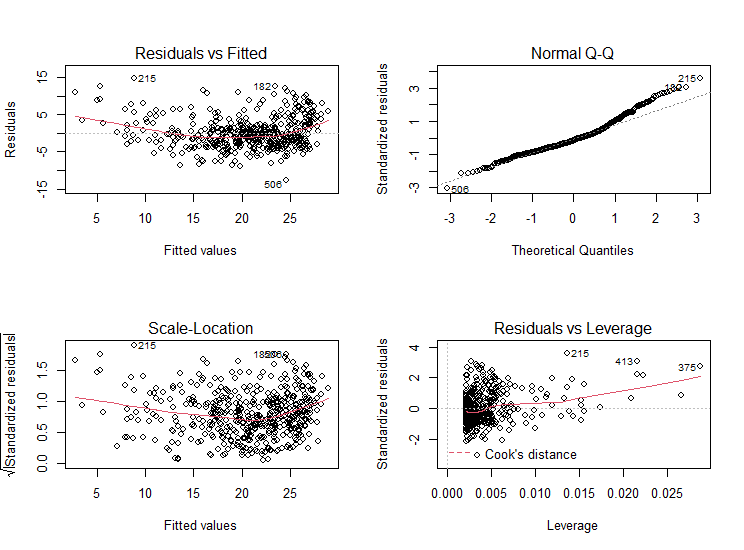 Residuals vs Fitted
Residuals
15
5
-5
-15
215
182
506
5 10 15 20 25
Fitted values
Normal Q-Q
Standardized residuals
3
1
-1
-3
215
182
506
-3 -2 -1 0 1 2 3
Theoretical Quantiles
Scale-Location
√|Standardized residuals|
1.5
1.0
0.5
0.0
215
5 10 15 20 25
Fitted values
Residuals vs Leverage
Standardized residuals
4
2
0
-2
215
413
375
Cook's distance
0.000 0.005 0.010 0.015 0.020 0.025
Leverage